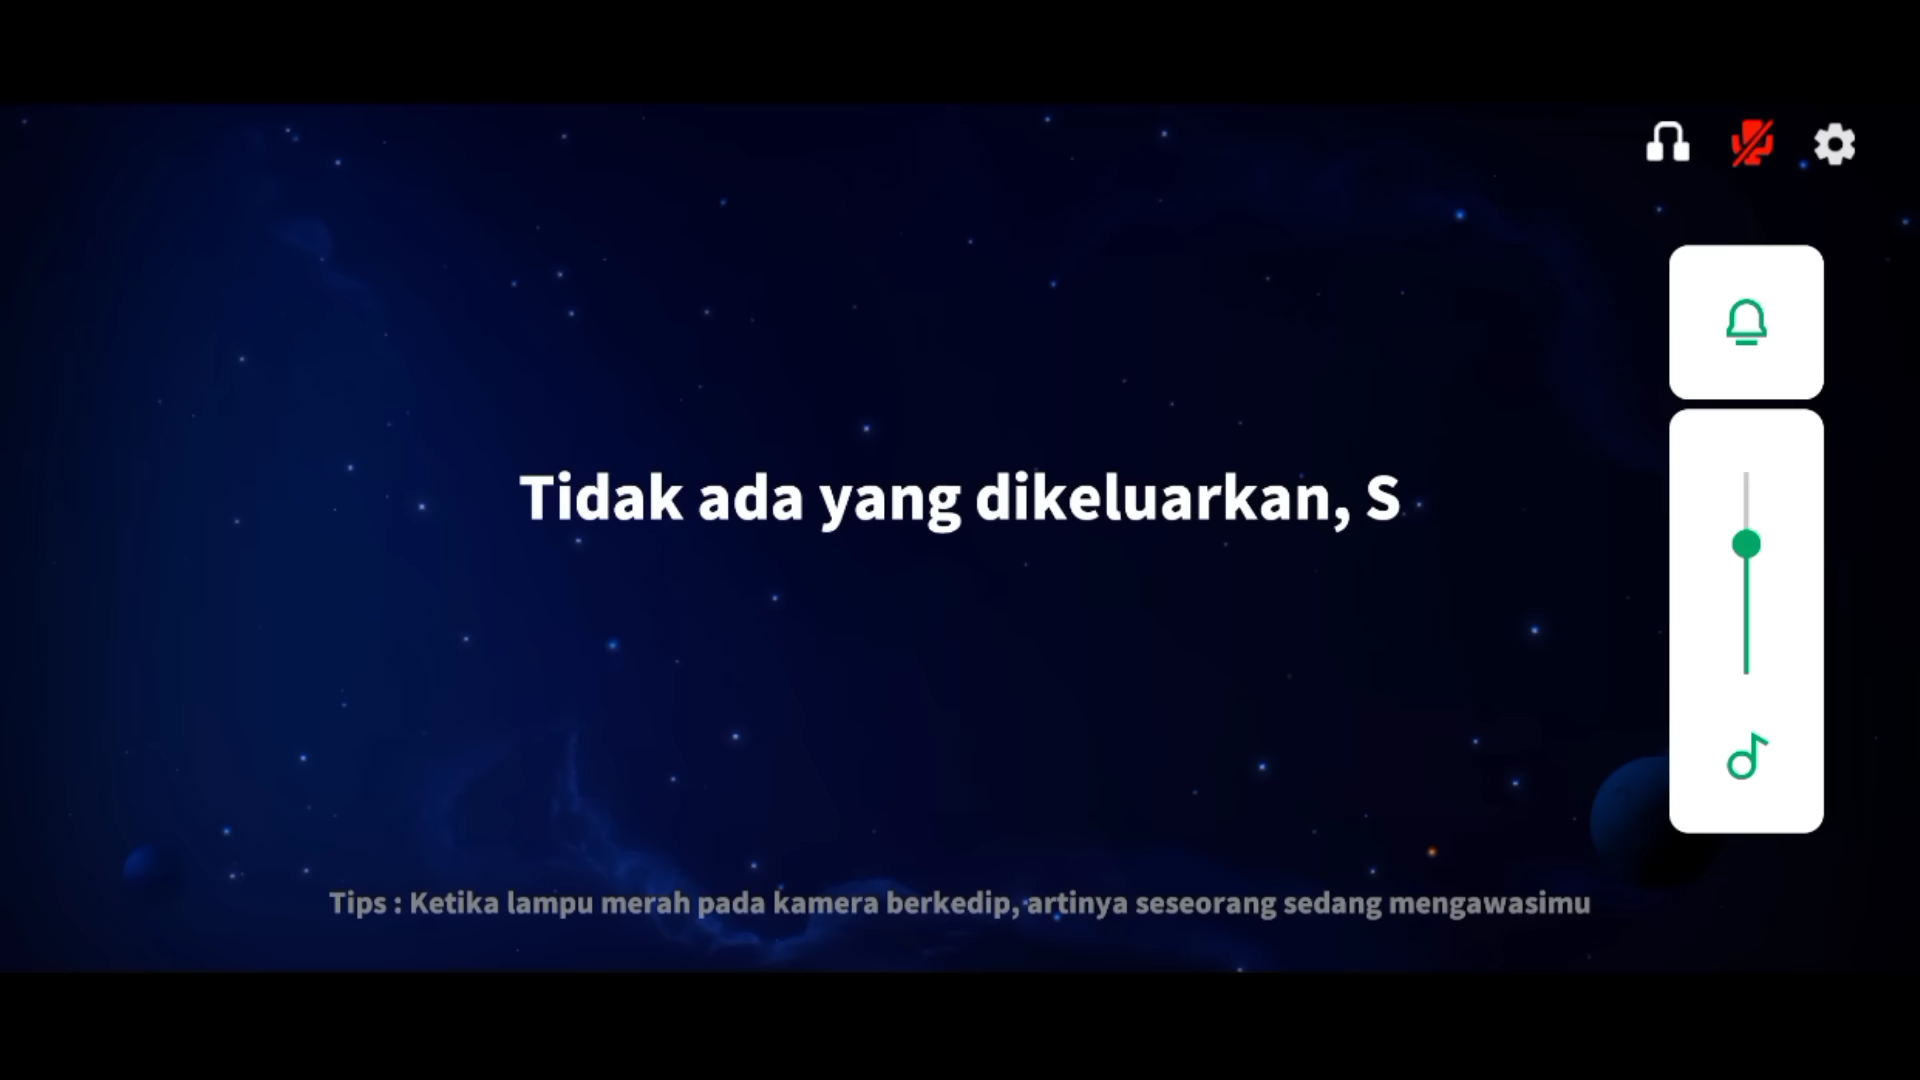 Tidak ada yang dikeluarkan, S
Tips : Ketika lampu merah pada kamera berkedip, artinya seseorang sedang mengawasimu